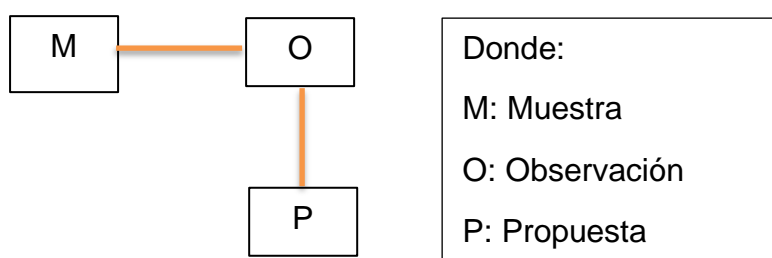 M
O
P
Donde:
M: Muestra
O: Observación
P: Propuesta